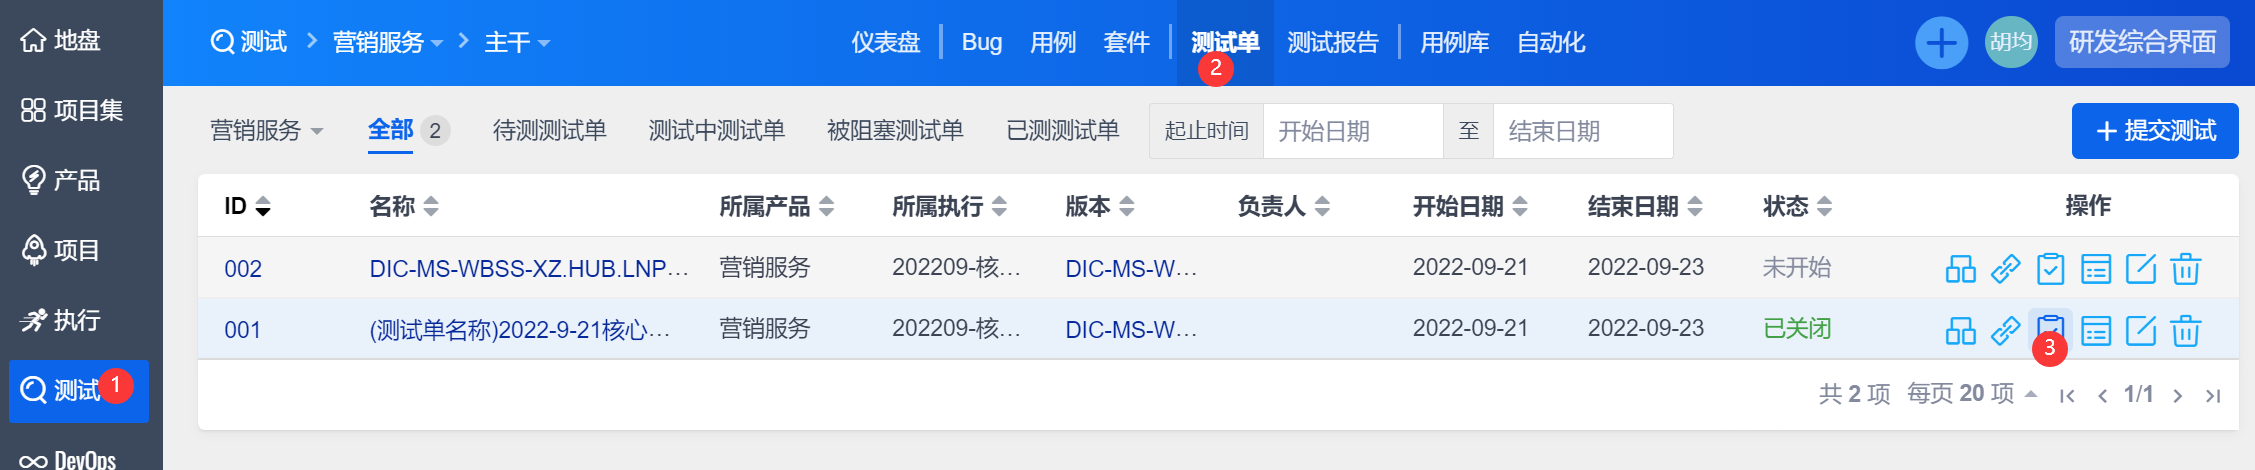 地盘
项目集
产品
项目
执行
测试 1
DevOps
测试 营销服务 主干 仪表盘 Bug 用例 套件 测试单 测试报告 用例库 自动化 胡均 研发综合界面
2
营销服务 全部 2 待测测试单 测试中测试单 被阻塞测试单 已测测试单 起止时间 开始日期 至 结束日期 +提交测试
ID 名称 所属产品 所属执行 版本 负责人 开始日期 结束日期 状态 操作
002 DIC-MS-WBSS-XZ.HUB.LNP... 营销服务 202209-核... DIC-MS-W... 2022-09-21 2022-09-23 未开始
001 (测试单名称)2022-9-21核心... 营销服务 202209-核... DIC-MS-W... 2022-09-21 2022-09-23 已关闭
3
共 2 项 每页 20 项 1/1